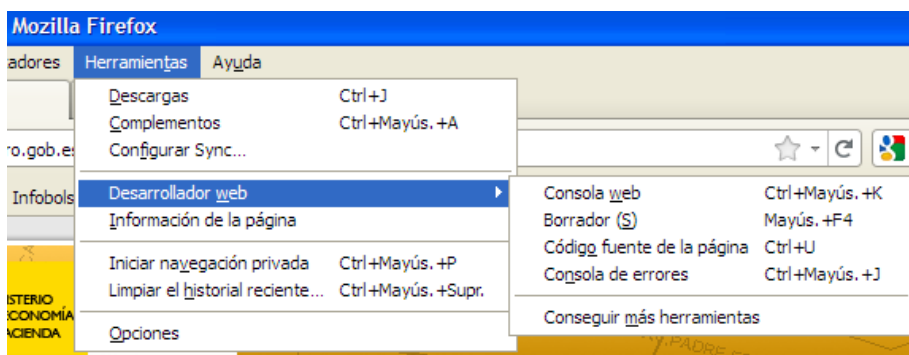 Mozilla Firefox
adores Herramientas Ayuda
Descargas Ctrl+J
Complementos Ctrl+Mayús.+A
Configurar Sync...
ro.gob.es
Infobols
Desarrollador web
Información de la página
Iniciar navegación privada Ctrl+Mayús.+P
Limpiar el historial reciente... Ctrl+Mayús.+Supr.
Opciones
Consola web Ctrl+Mayús.+K
Borrador (S) Mayús.+F4
Código fuente de la página Ctrl+U
Consola de errores Ctrl+Mayús.+J
Conseguir más herramientas
ISTERIO
ECONOMÍA
ACIENDA
PADRE